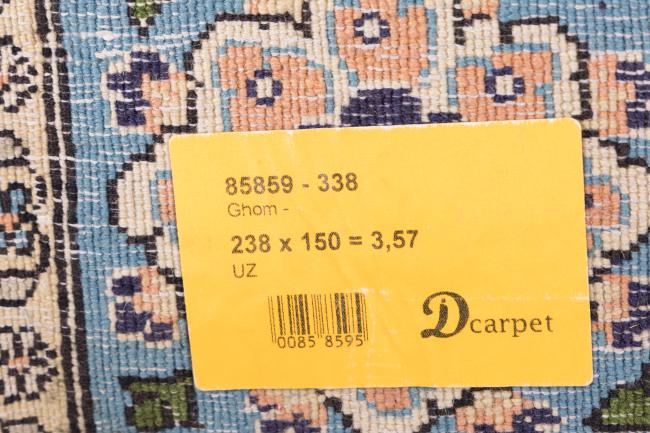 85859 - 338
Ghom -
238 x 150 = 3,57
UZ
0085 8595
Dcarpet